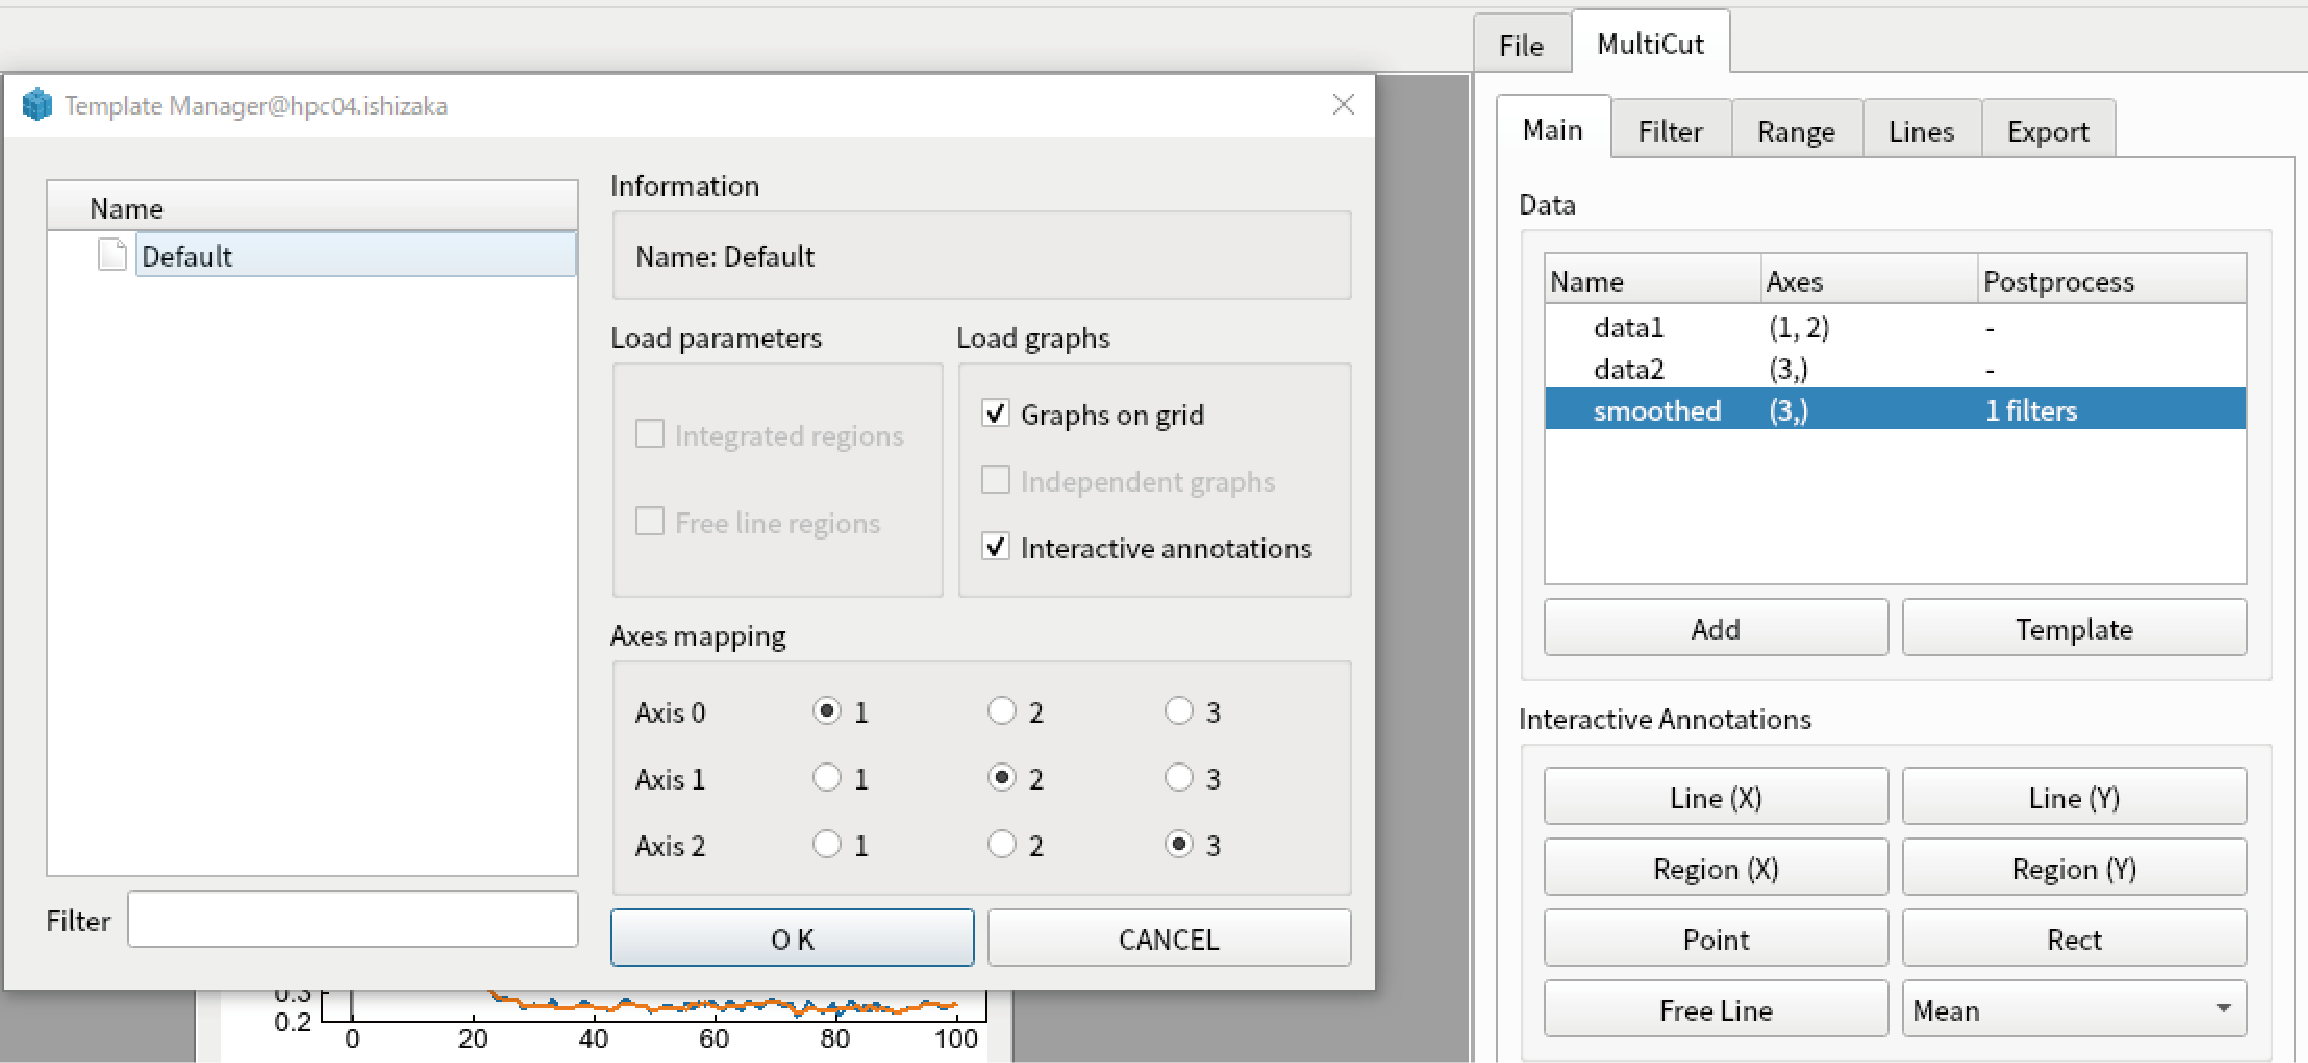 File
MultiCut
Template Manager@hpc04.ishizaka
Main
Filter
Range
Lines
Export
Name
Default
Filter
Information
Name: Default
Load parameters
Integrated regions
Free line regions
Load graphs
Graphs on grid
Independent graphs
Interactive annotations
Axes mapping
Axis 0 1 2 3
Axis 1 1 2 3
Axis 2 1 2 3
O K
CANCEL
0.3
0.2
0 20 40 60 80 100
Data
Name Axes Postprocess
data1 (1, 2) -
data2 (3,) -
smoothed (3,) 1 filters
Add
Template
Interactive Annotations
Line (X)
Line (Y)
Region (X)
Region (Y)
Point
Rect
Free Line
Mean